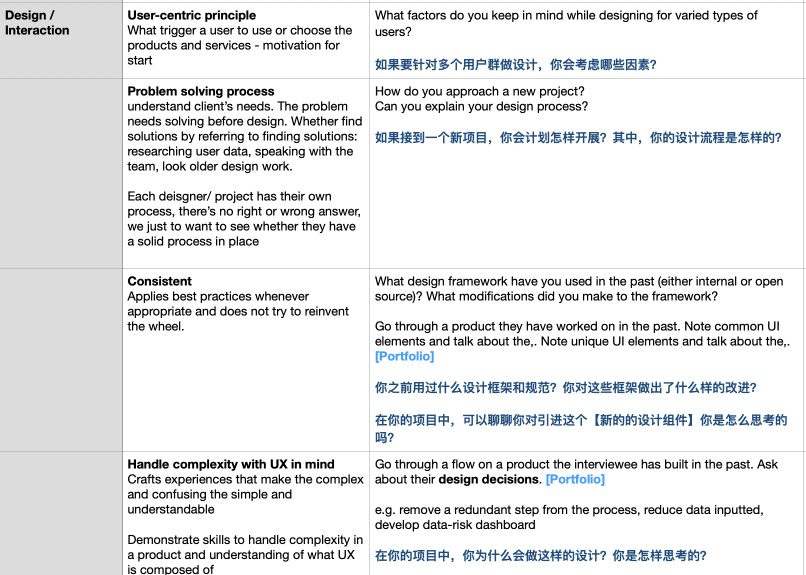 Design /
Interaction
User-centric principle
What trigger a user to use or choose the
products and services - motivation for
start
What factors do you keep in mind while designing for varied types of
users?
如果要针对多个用户群做设计，你会考虑哪些因素？
Problem solving process
understand client's needs. The problem
needs solving before design. Whether find
solutions by referring to finding solutions:
researching user data, speaking with the
team, look older design work.
Each deisgner/ project has their own
process, there's no right or wrong answer,
we just to want to see whether they have
a solid process in place
How do you approach a new project?
Can you explain your design process?
如果接到一个新项目，你会计划怎样开展？其中，你的设计流程是怎样的？
Consistent
Applies best practices whenever
appropriate and does not try to reinvent
the wheel.
What design framework have you used in the past (either internal or open
source)? What modifications did you make to the framework?
Go through a product they have worked on in the past. Note common UI
elements and talk about the,. Note unique UI elements and talk about the,.
[Portfolio]
你之前用过什么设计框架和规范？你对这些框架做出了什么样的改进？
在你的项目中，可以聊聊你对引进这个【新的的设计组件】你是怎么思考的
吗？
Handle complexity with UX in mind
Crafts experiences that make the complex
and confusing the simple and
understandable
Demonstrate skills to handle complexity in
a product and understanding of what UX
is composed of
Go through a flow on a product the interviewee has built in the past. Ask
about their design decisions. [Portfolio]
e.g. remove a redundant step from the process, reduce data inputted,
develop data-risk dashboard
在你的项目中，你为什么会做这样的设计？你是怎样思考的？